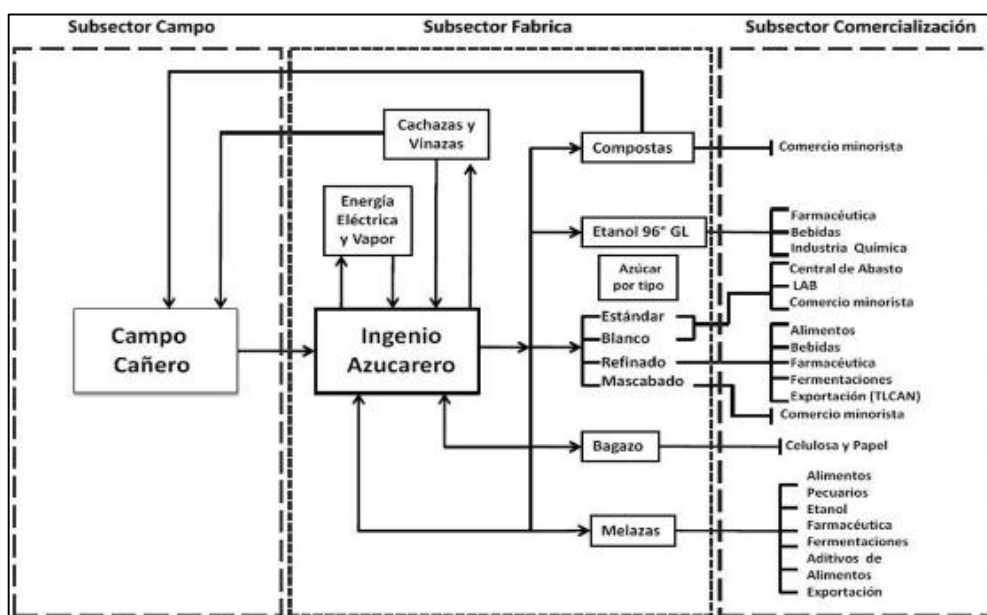 Subsector Campo
Subsector Fabrica
Subsector Comercialización
Cachazas y
Vinazas
Energía
Eléctrica
y Vapor
Campo
Cañero
Ingenio
Azucarero
Compostas
Etanol 96° GL
Azúcar
por tipo
Estándar
Blanco
Refinado
Mascabado
Bagazo
Melazas
Comercio minorista
Farmacéutica
Bebidas
Industria Química
Central de Abasto
LAB
Comercio minorista
Alimentos
Bebidas
Farmacéutica
Fermentaciones
Exportación (TLCAN)
Comercio minorista
Celulosa y Papel
Alimentos
Pecuarios
Etanol
Farmacéutica
Fermentaciones
Aditivos de
Alimentos
Exportación